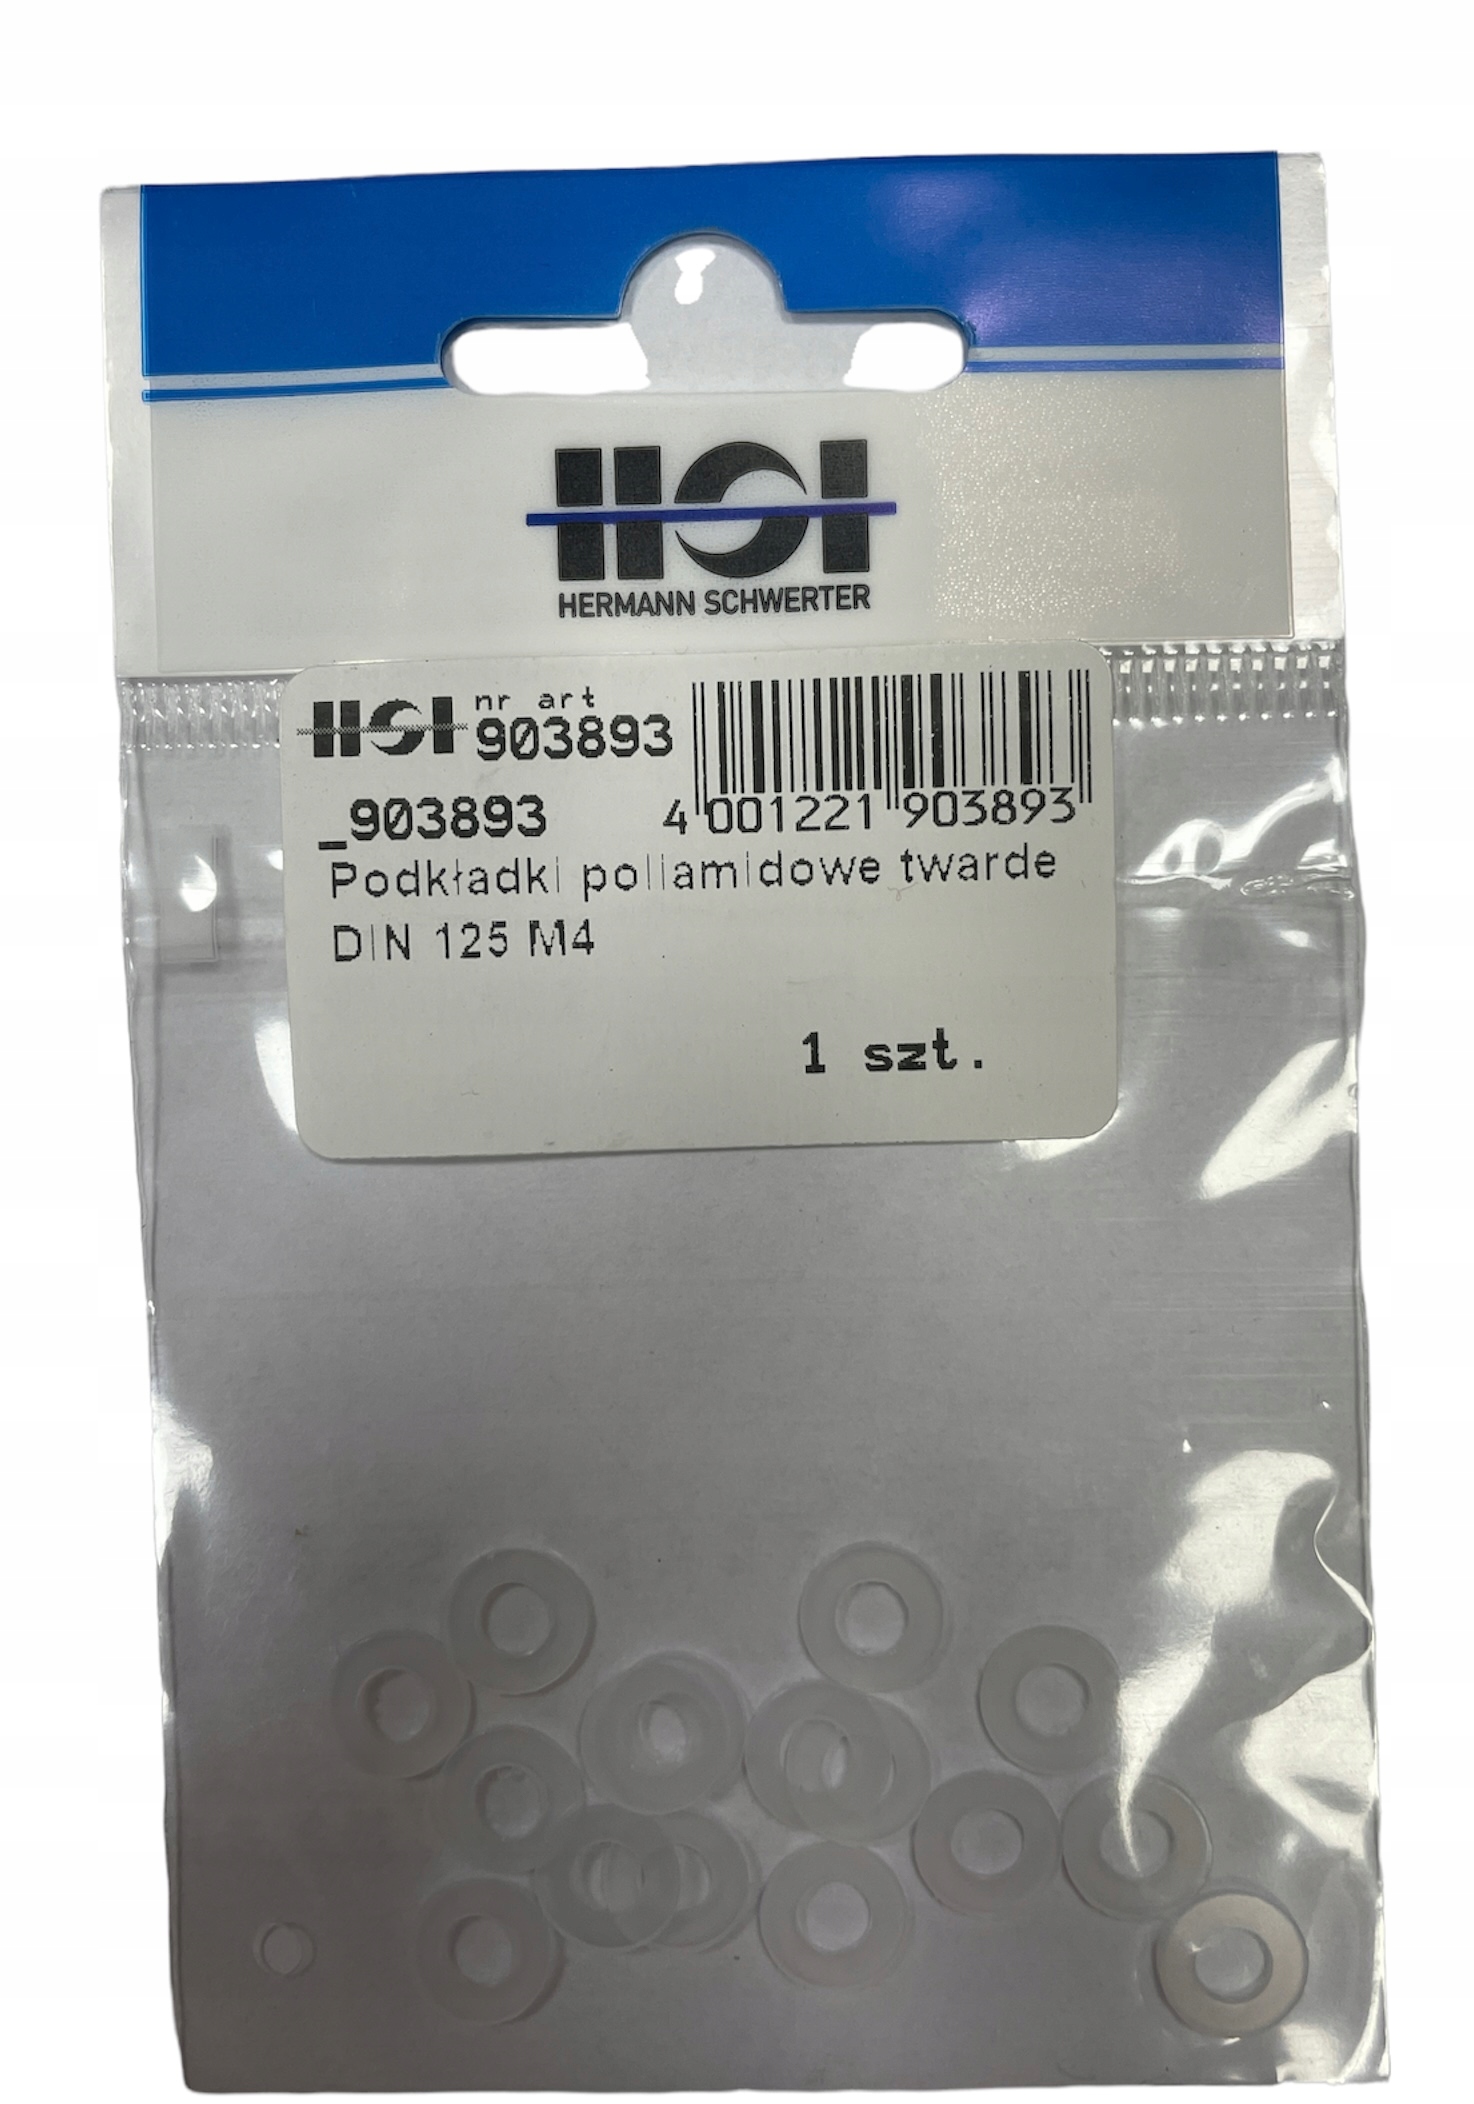 HSI
HERMANN SCHWERTER
HSI nr art
903893
_903893
4 001221 903893
Podkładki poliamidowe twarde
DIN 125 M4
1 szt.